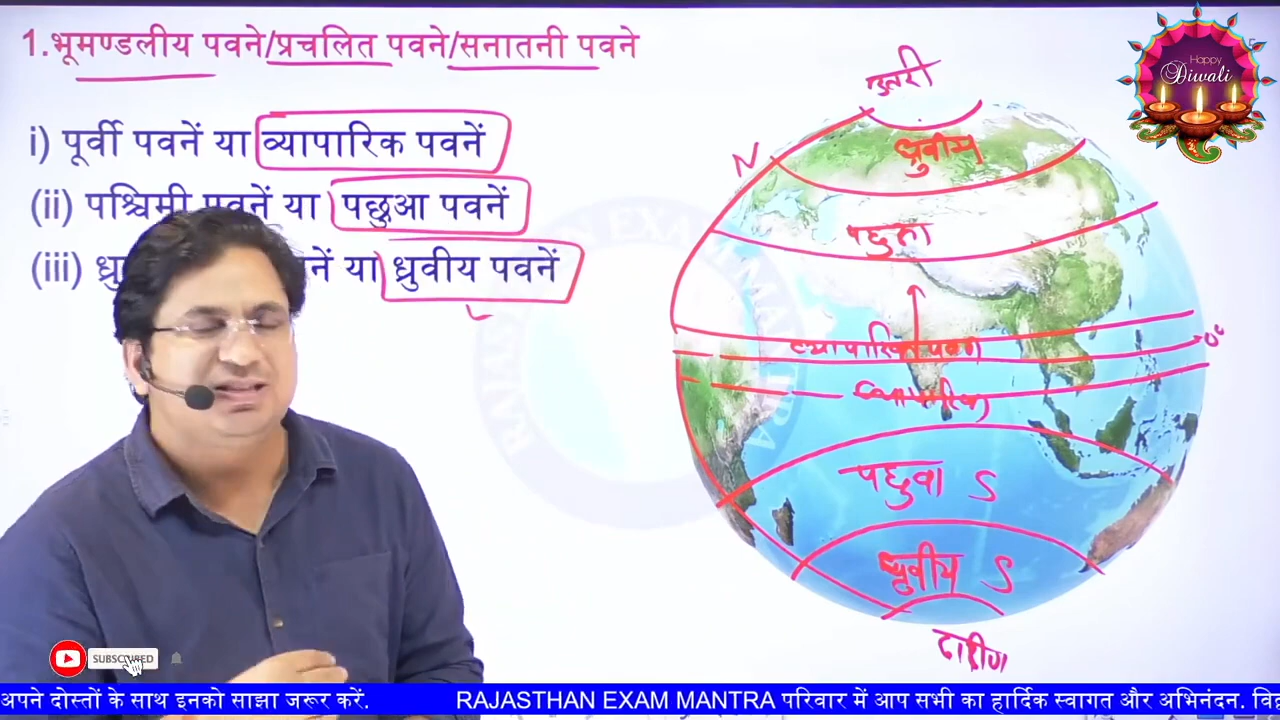 1.भूमण्डलीय पवने/प्रचलित पवने/सनातनी पवने
i) पूर्वी पवनें या व्यापारिक पवनें
(ii) पश्चिमी पवनें या पछुआ पवनें
(iii) ध्रु नें या ध्रुवीय पवनें
Happy
Diwali
उत्तरी
N
ध्रुवीय
व्यापारिक पवन
0°
व्यापारिक
पछुवा S
ध्रुवीय S
SUBSCRIBED
अपने दोस्तों के साथ इनको साझा जरूर करें. RAJASTHAN EXAM MANTRA परिवार में आप सभी का हार्दिक स्वागत और अभिनंदन.